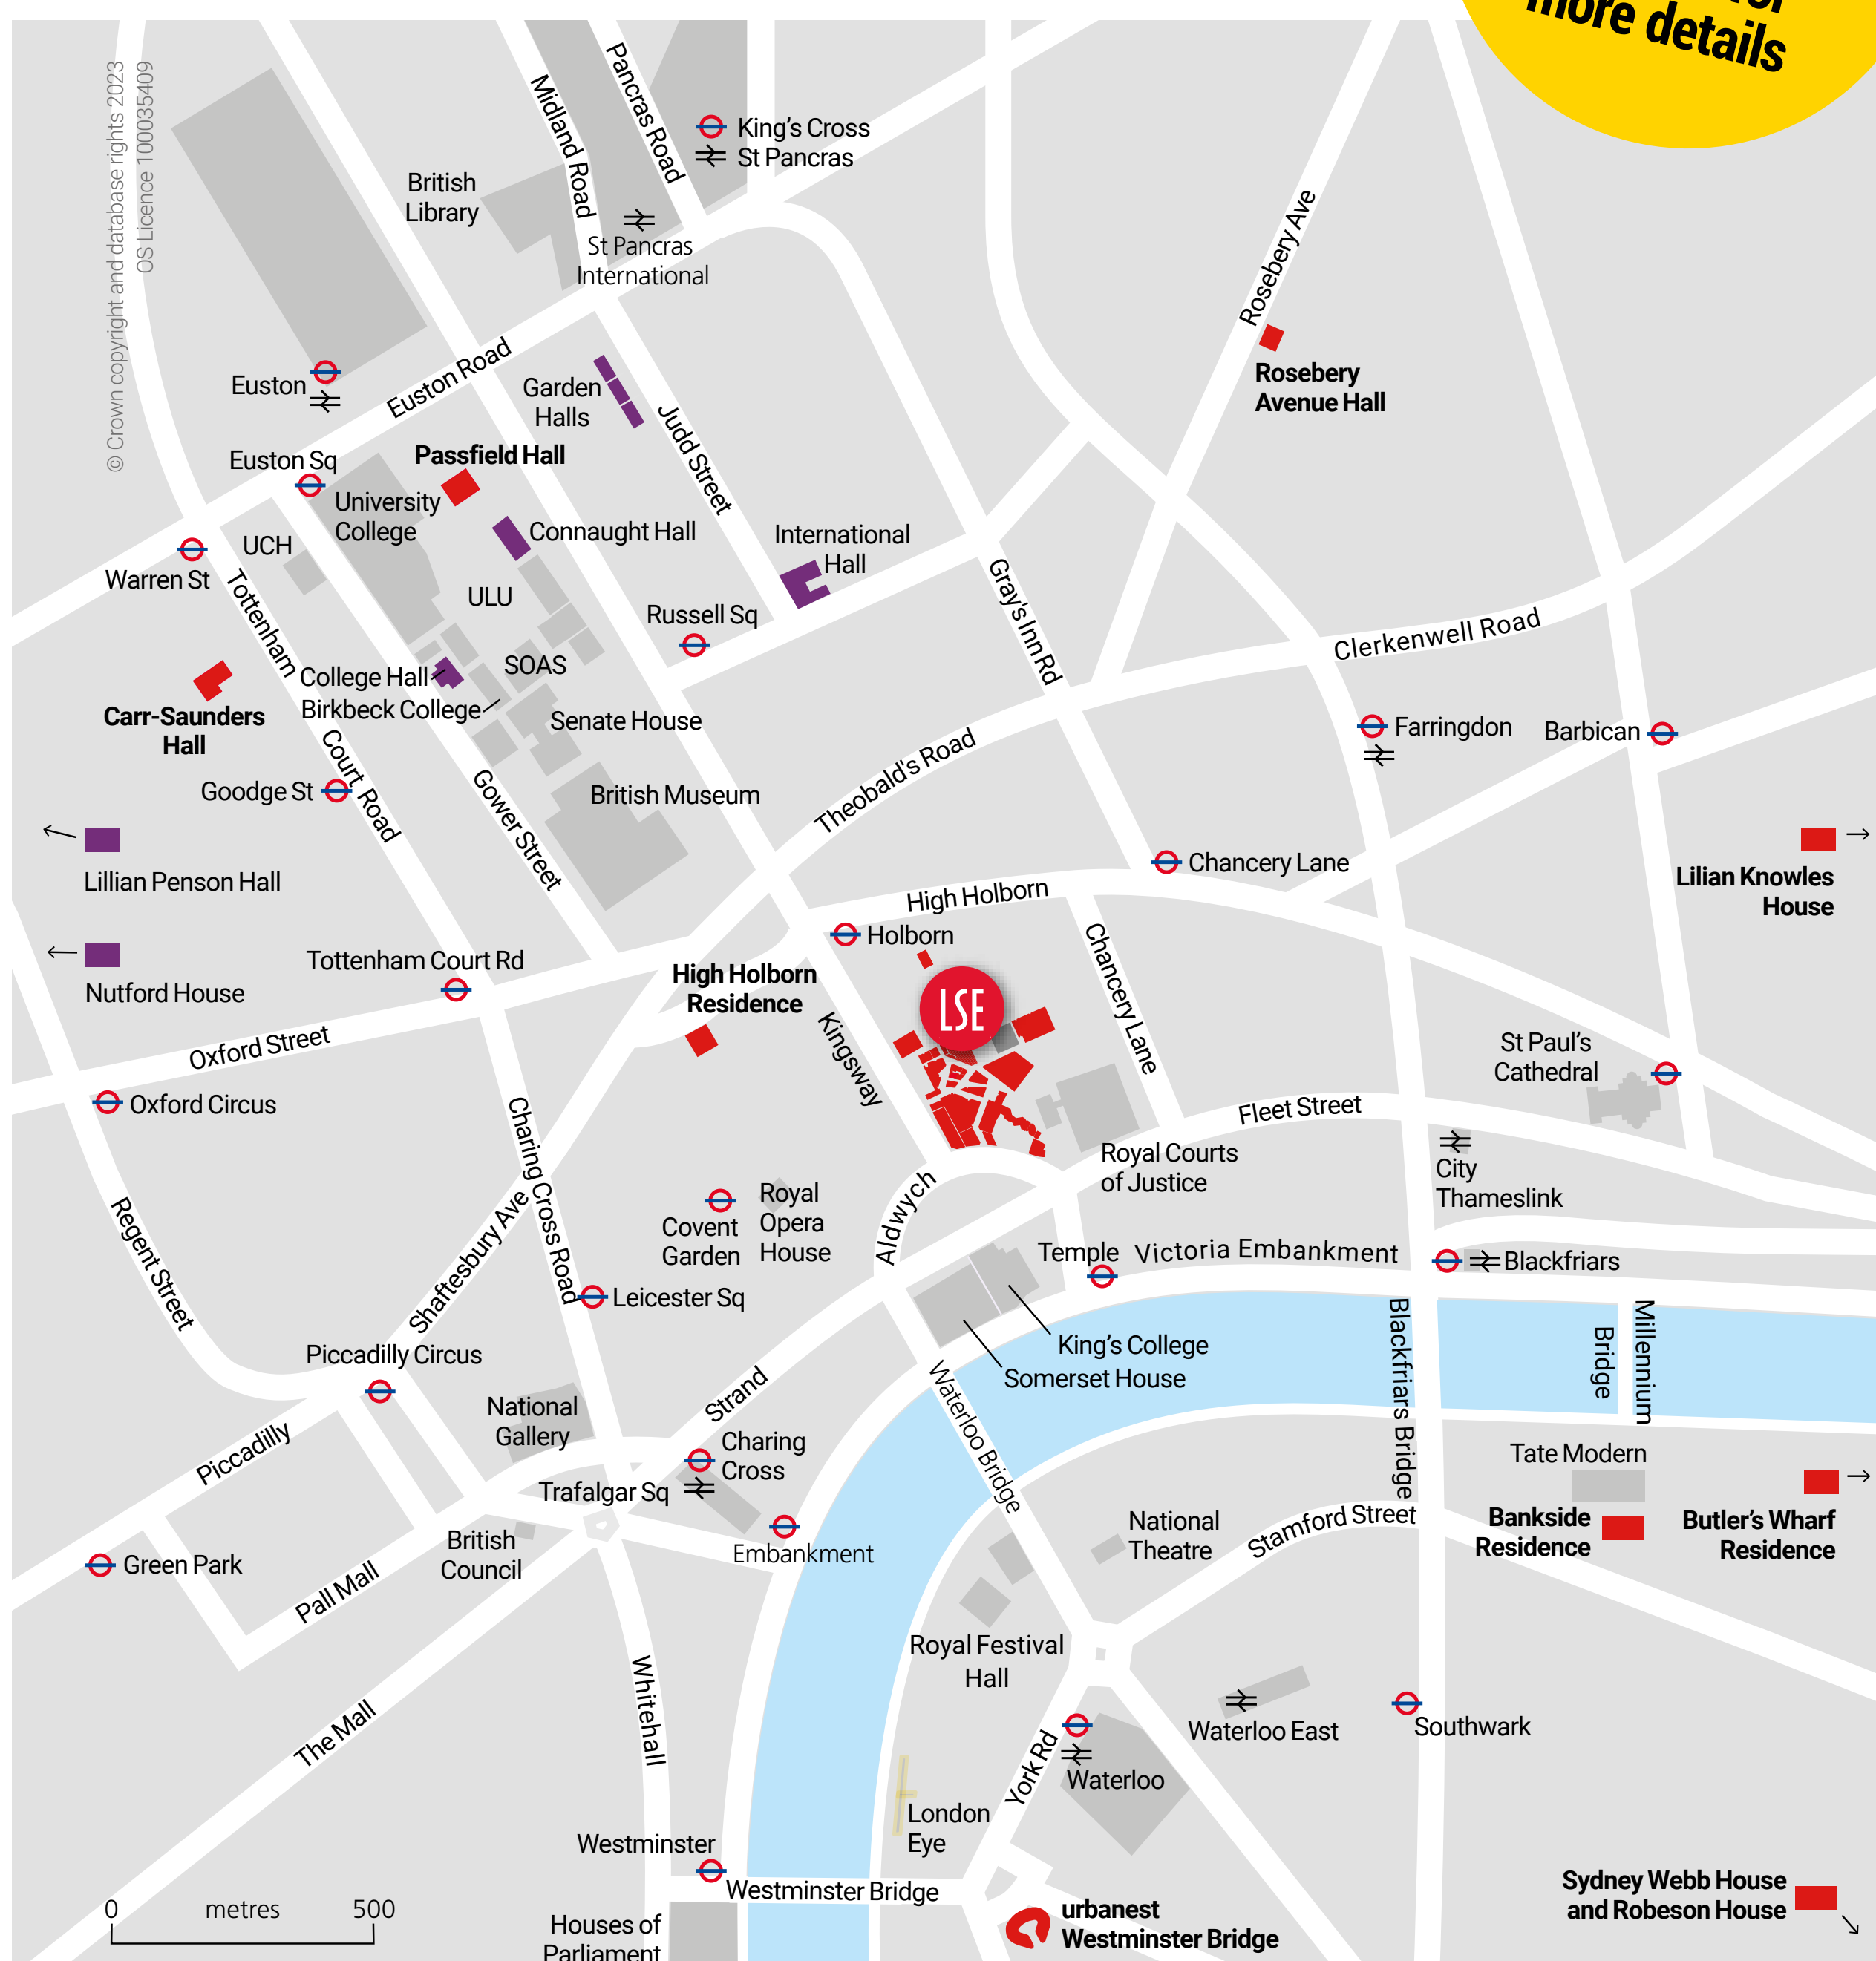 more details
© Crown copyright and database rights 2023
OS Licence 100035409
Midland Road
Pancras Road
King's Cross
St Pancras
British
Library
St Pancras
International
Rosebery Ave
Rosebery
Avenue Hall
Euston
Euston Road
Garden
Halls
Judd Street
Euston Sq
Passfield Hall
University
College
UCH
Connaught Hall
International
Hall
Warren St
Tottenham
Court Road
ULU
Russell Sq
Gray's Inn Rd
Clerkenwell Road
College Hall
SOAS
Birkbeck College
Senate House
Carr-Saunders
Hall
Farringdon
Barbican
Goodge St
Gower Street
British Museum
Theobald's Road
Lillian Penson Hall
Chancery Lane
High Holborn
Lilian Knowles
House
Holborn
Chancery Lane
Nutford House
Tottenham Court Rd
High Holborn
Residence
LSE
Kingsway
Oxford Street
St Paul's
Cathedral
Oxford Circus
Charing Cross Road
Fleet Street
Royal Courts
of Justice
City
Thameslink
Regent Street
Shaftesbury Ave
Covent
Garden
Royal
Opera
House
Aldwych
Temple
Victoria Embankment
Blackfriars
Leicester Sq
Piccadilly Circus
King's College
Somerset House
Blackfriars Bridge
Millennium
Bridge
Waterloo Bridge
National
Gallery
Strand
Piccadilly
Charing
Cross
Trafalgar Sq
Tate Modern
Bankside
Residence
Butler's Wharf
Residence
National
Theatre
Stamford Street
British
Council
Embankment
Green Park
Pall Mall
Royal Festival
Hall
Whitehall
The Mall
Waterloo East
Southwark
York Rd
Waterloo
London
Eye
Westminster
Westminster Bridge
Sydney Webb House
and Robeson House
urbanest
Westminster Bridge
0 metres 500
Houses of
Parliament